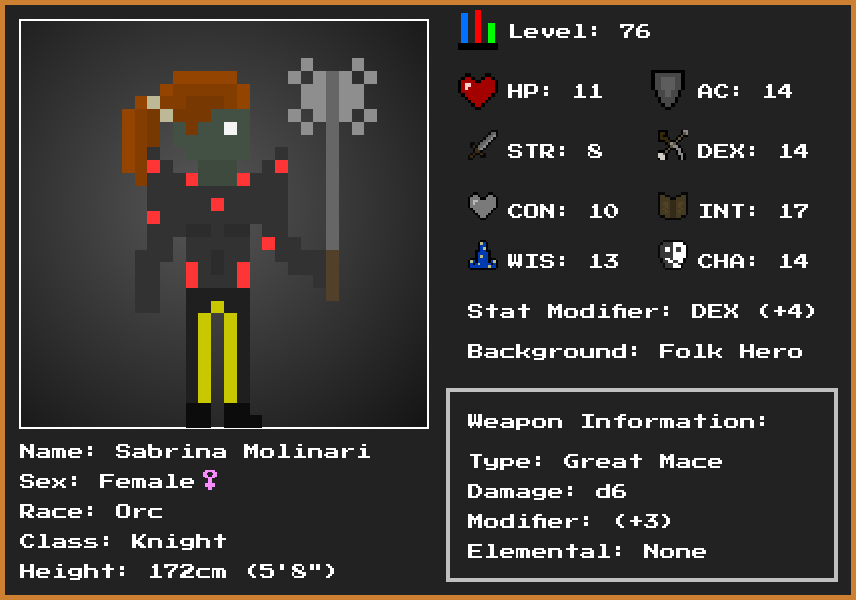 Level: 76
HP: 11 AC: 14
STR: 8 DEX: 14
CON: 10 INT: 17
WIS: 13 CHA: 14
Stat Modifier: DEX (+4)
Background: Folk Hero
Weapon Information:
Type: Great Mace
Damage: d6
Modifier: (+3)
Elemental: None
Name: Sabrina Molinari
Sex: Female♀
Race: Orc
Class: Knight
Height: 172cm (5'8")